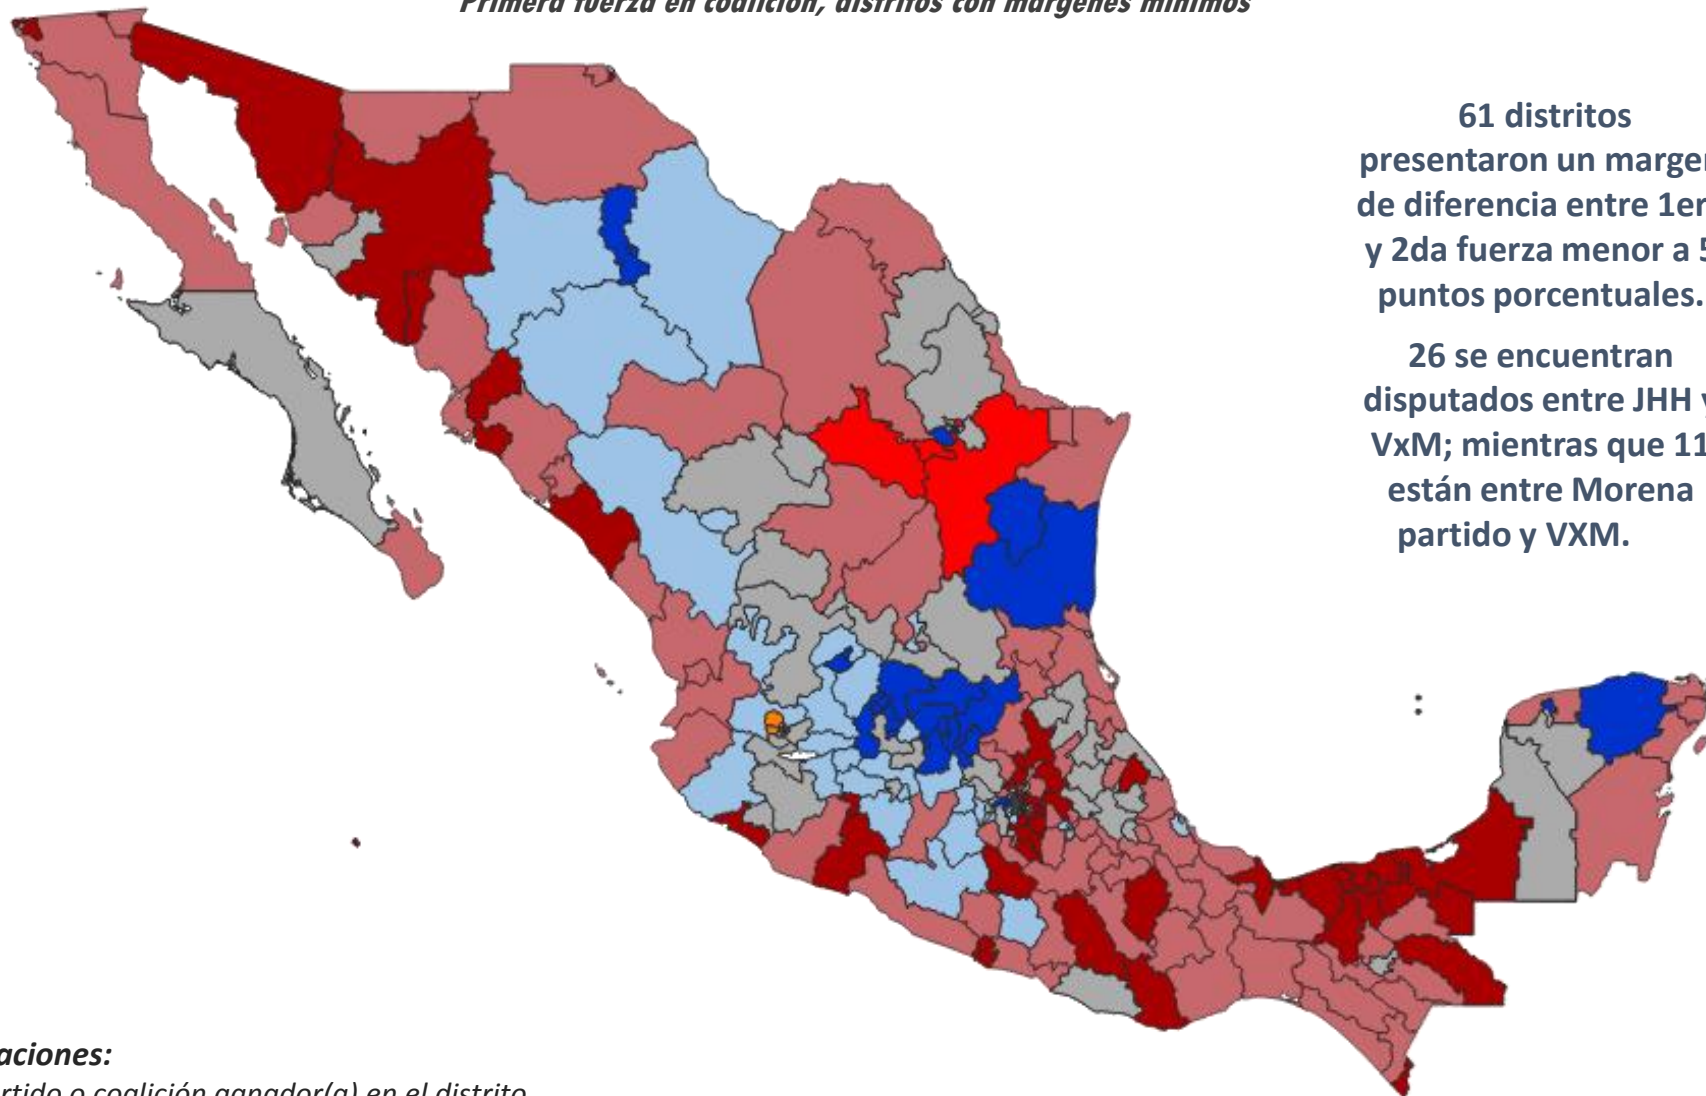 Primera fuerza en coalición, distritos con márgenes mínimos
61 distritos
presentaron un margen
de diferencia entre 1er
y 2da fuerza menor a 5
puntos porcentuales.
26 se encuentran
disputados entre JHH y
VxM; mientras que 11
están entre Morena
partido y VXM.
aciones:
artido o coalición ganador(a) en el distrito